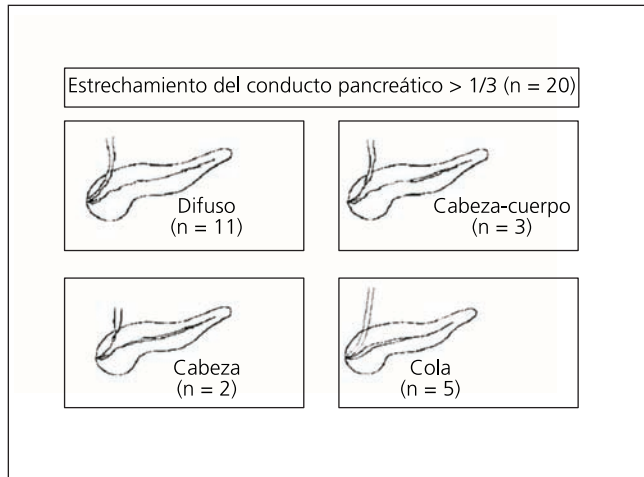 Estrechamiento del conducto pancreático > 1/3 (n = 20)
Difuso
(n = 11)
Cabeza-cuerpo
(n = 3)
Cabeza
(n = 2)
Cola
(n = 5)